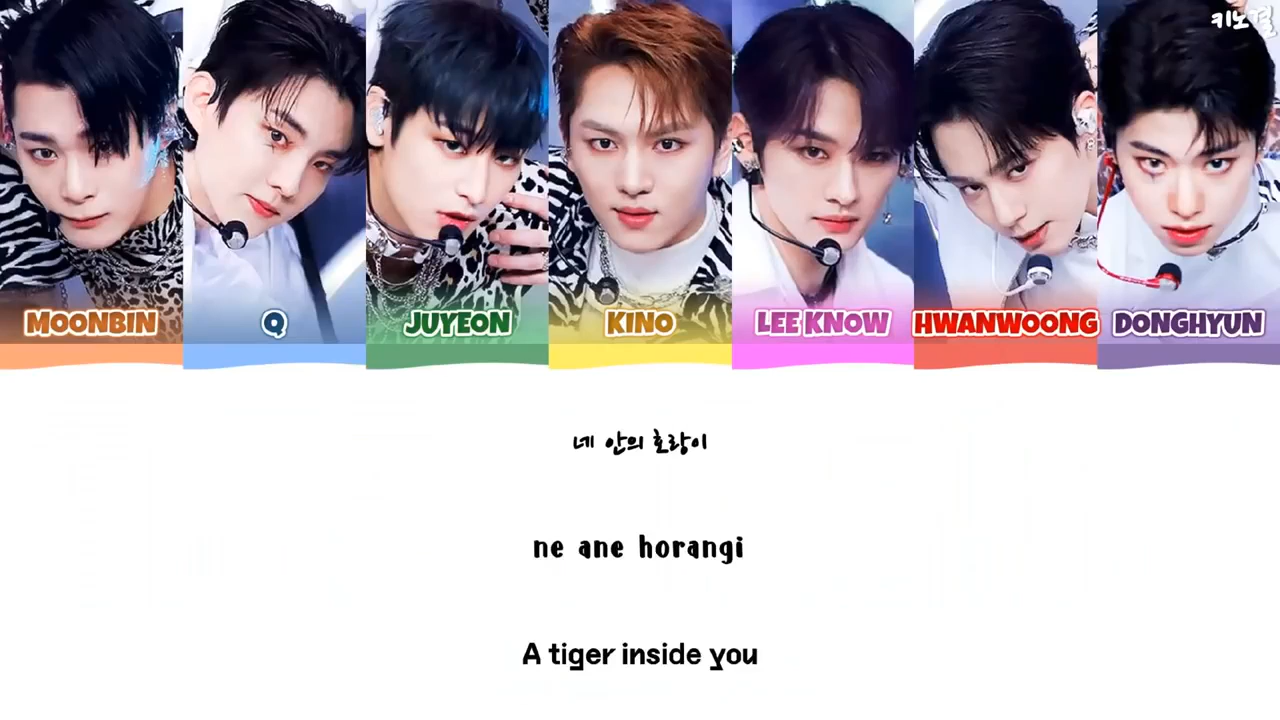 키노결
MOONBIN
Q
JUYEON
KINO
LEE KNOW
HWANWOONG
DONGHYUN
네 안의 호랑이
ne ane horangi
A tiger inside you